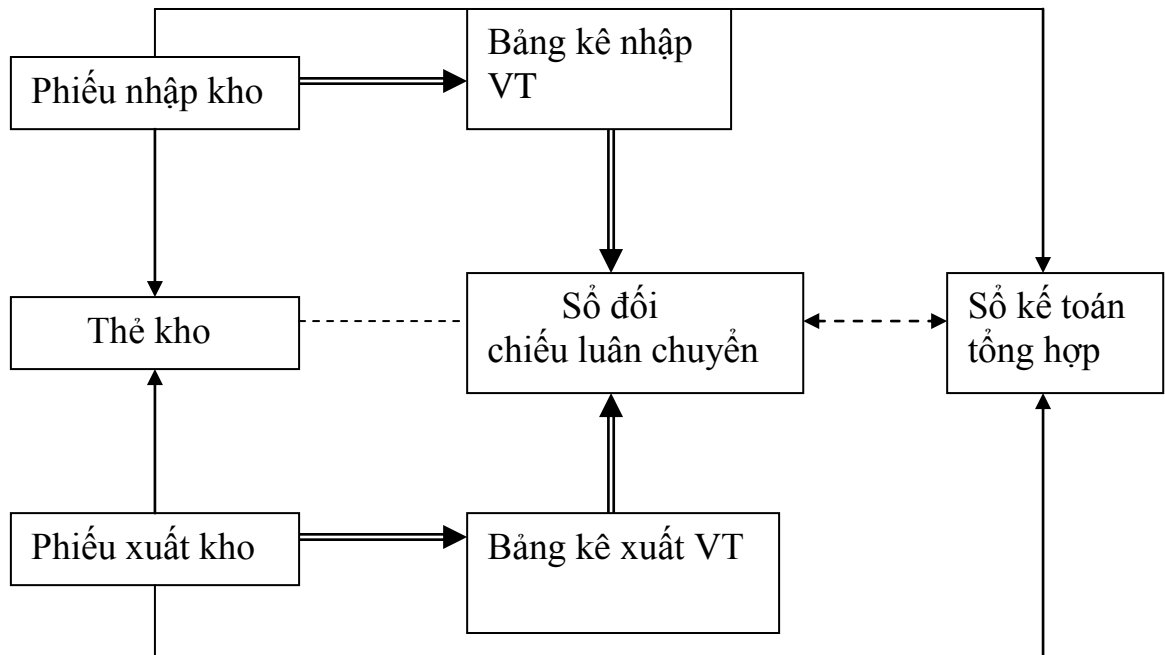 Bảng kê nhập
VT
Phiếu nhập kho
Thẻ kho
Sổ đối
chiếu luân chuyển
Sổ kế toán
tổng hợp
Phiếu xuất kho
Bảng kê xuất VT